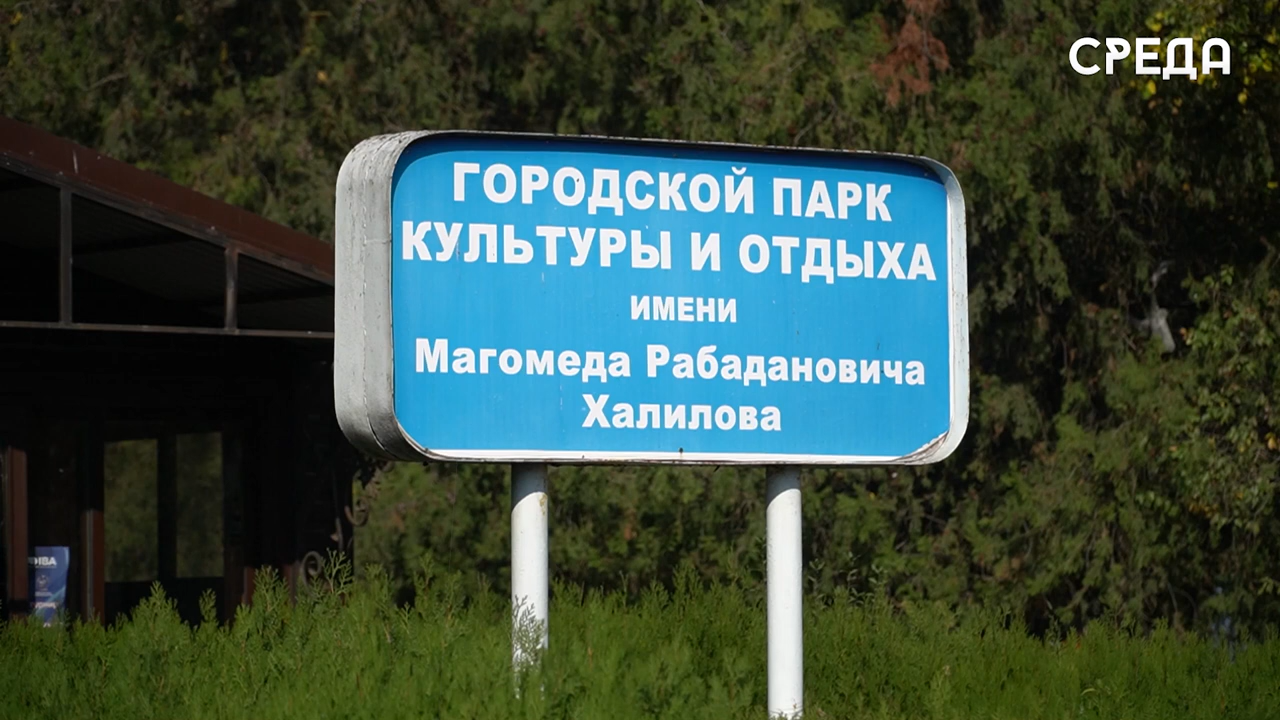 СРЕДА
ГОРОДСКОЙ ПАРК
КУЛЬТУРЫ И ОТДЫХА
ИМЕНИ
Магомеда Рабадановича
Халилова